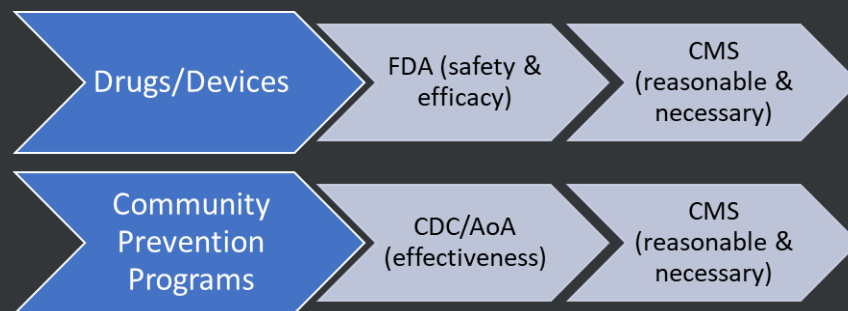 Drugs/Devices
FDA (safety &
efficacy)
CMS
(reasonable &
necessary)
Community
Prevention
Programs
CDC/AoA
(effectiveness)
CMS
(reasonable &
necessary)